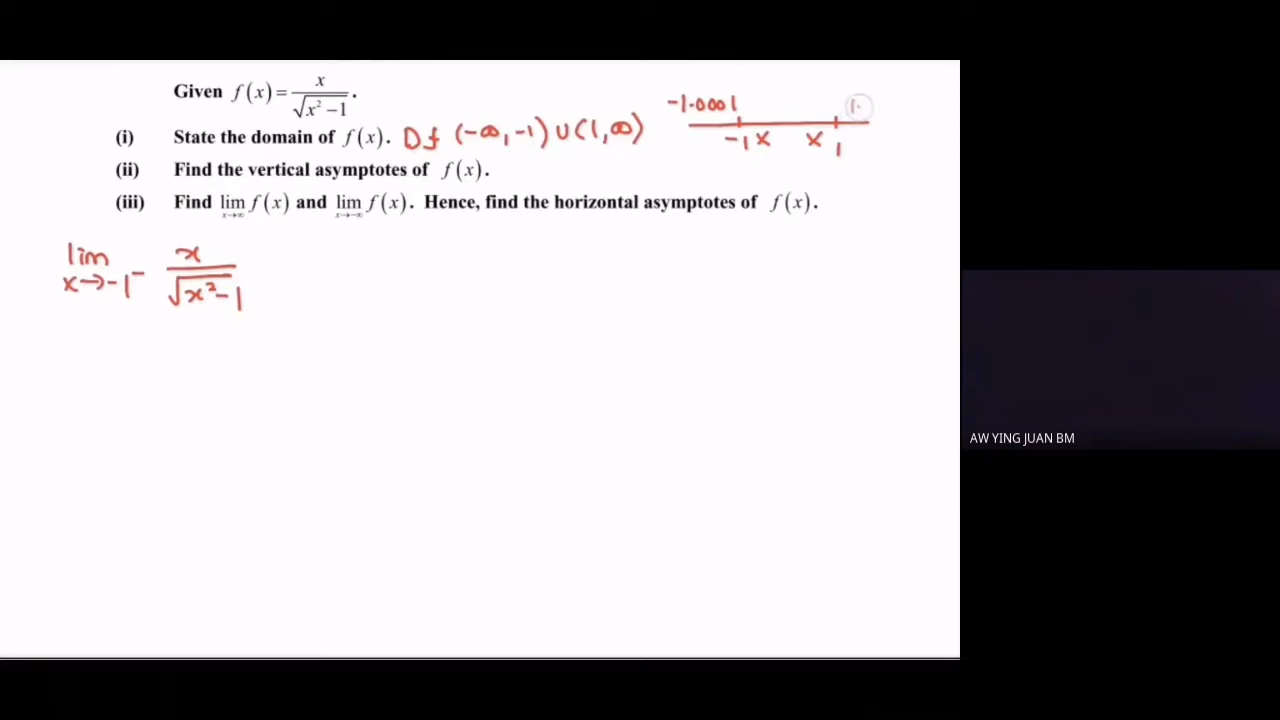 Given f(x) = x / √(x² − 1) .
(i) State the domain of f(x). Df (-∞, -1) ∪ (1, ∞)
-1.0001 1.
-1 x x 1
(ii) Find the vertical asymptotes of f(x).
(iii) Find lim x→∞ f(x) and lim x→−∞ f(x). Hence, find the horizontal asymptotes of f(x).
lim x→-1⁻ x / √(x² - 1)
AW YING JUAN BM